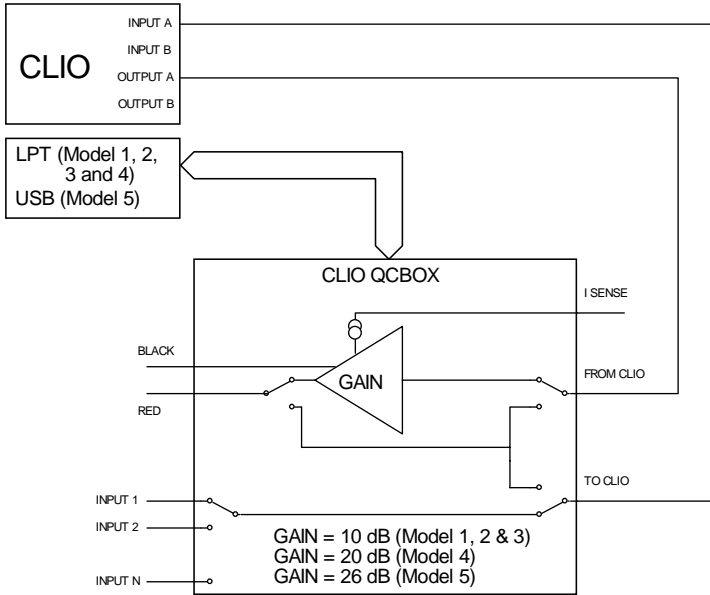 INPUT A
INPUT B
CLIO
OUTPUT A
OUTPUT B
LPT (Model 1, 2,
3 and 4)
USB (Model 5)
CLIO QCBOX
I SENSE
BLACK
GAIN
FROM CLIO
RED
TO CLIO
INPUT 1
INPUT 2
INPUT N
GAIN = 10 dB (Model 1, 2 & 3)
GAIN = 20 dB (Model 4)
GAIN = 26 dB (Model 5)